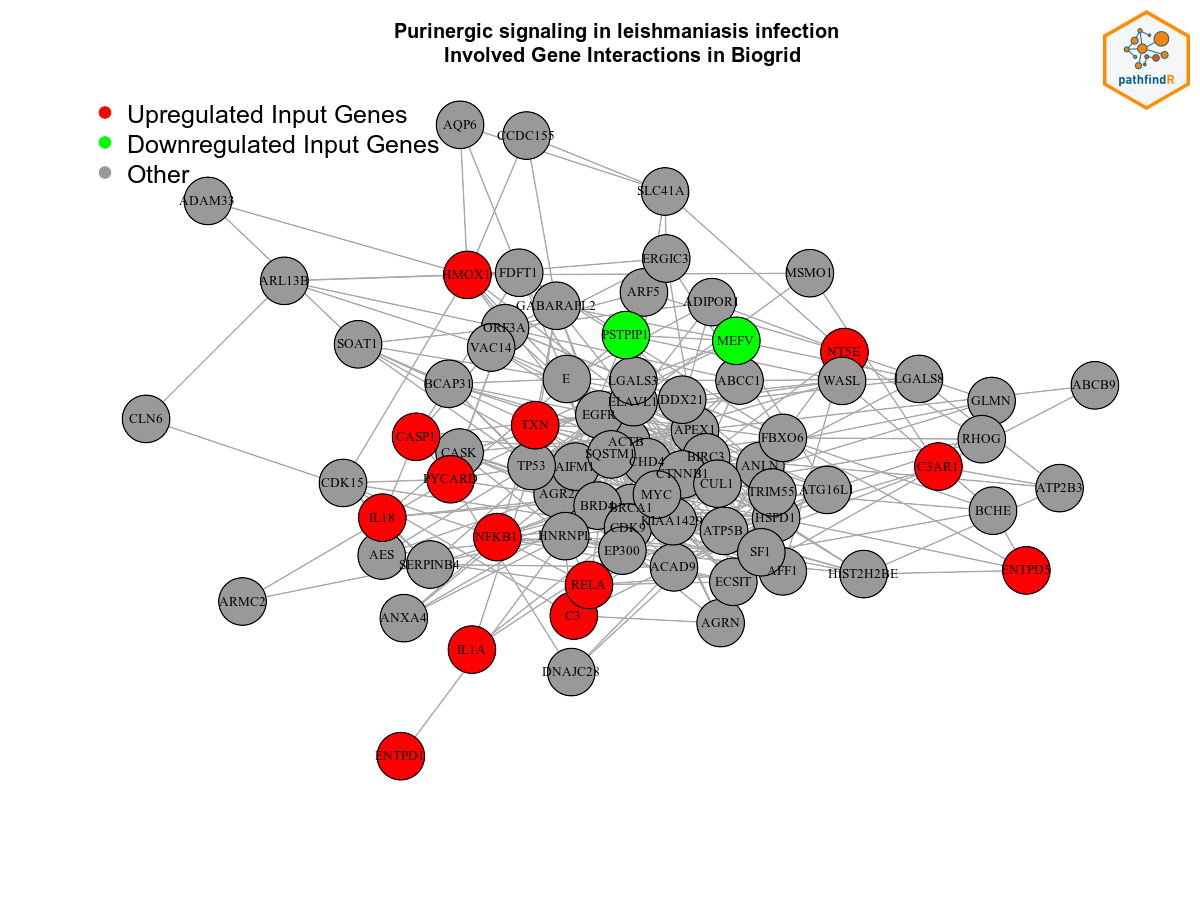 Purinergic signaling in leishmaniasis infection
Involved Gene Interactions in Biogrid
pathfindR
Upregulated Input Genes
Downregulated Input Genes
Other
AQP6
CCDC155
SLC41A
ADAM33
ERGIC3
HMOX1
FDFT1
MSMO1
ARL13B
ARF5
ADIPOR1
GABARAPL2
ORF3A
PSTPIP1
MEFV
SOAT1
VAC14
NT5E
E
LGALS3
ABCC1
WASL
LGALS8
BCAP31
ABCB9
ELAVL1
DDX21
GLMN
EGFR
CLN6
TXN
APEX1
CASP1
FBXO6
RHOG
ACTB
CASK
SQSTM1
BIRC3
CHD4
TP53
AIFM1
ANLN
C3AR1
CTNNB1
PYCARD
CDK15
CUL1
ATG16L1
ATP2B3
AGR2
MYC
TRIM55
BRD4
BRCA1
BCHE
IL18
KIAA1429
HSPD1
CDK9
ATP5B
NFKB1
HNRNPL
EP300
SF1
AES
SERPINB4
ACAD9
AFF1
HIST2H2BE
ENTPD5
ECSIT
RELA
ARMC2
C3
ANXA4
AGRN
IL1A
DNAJC28
ENTPD1